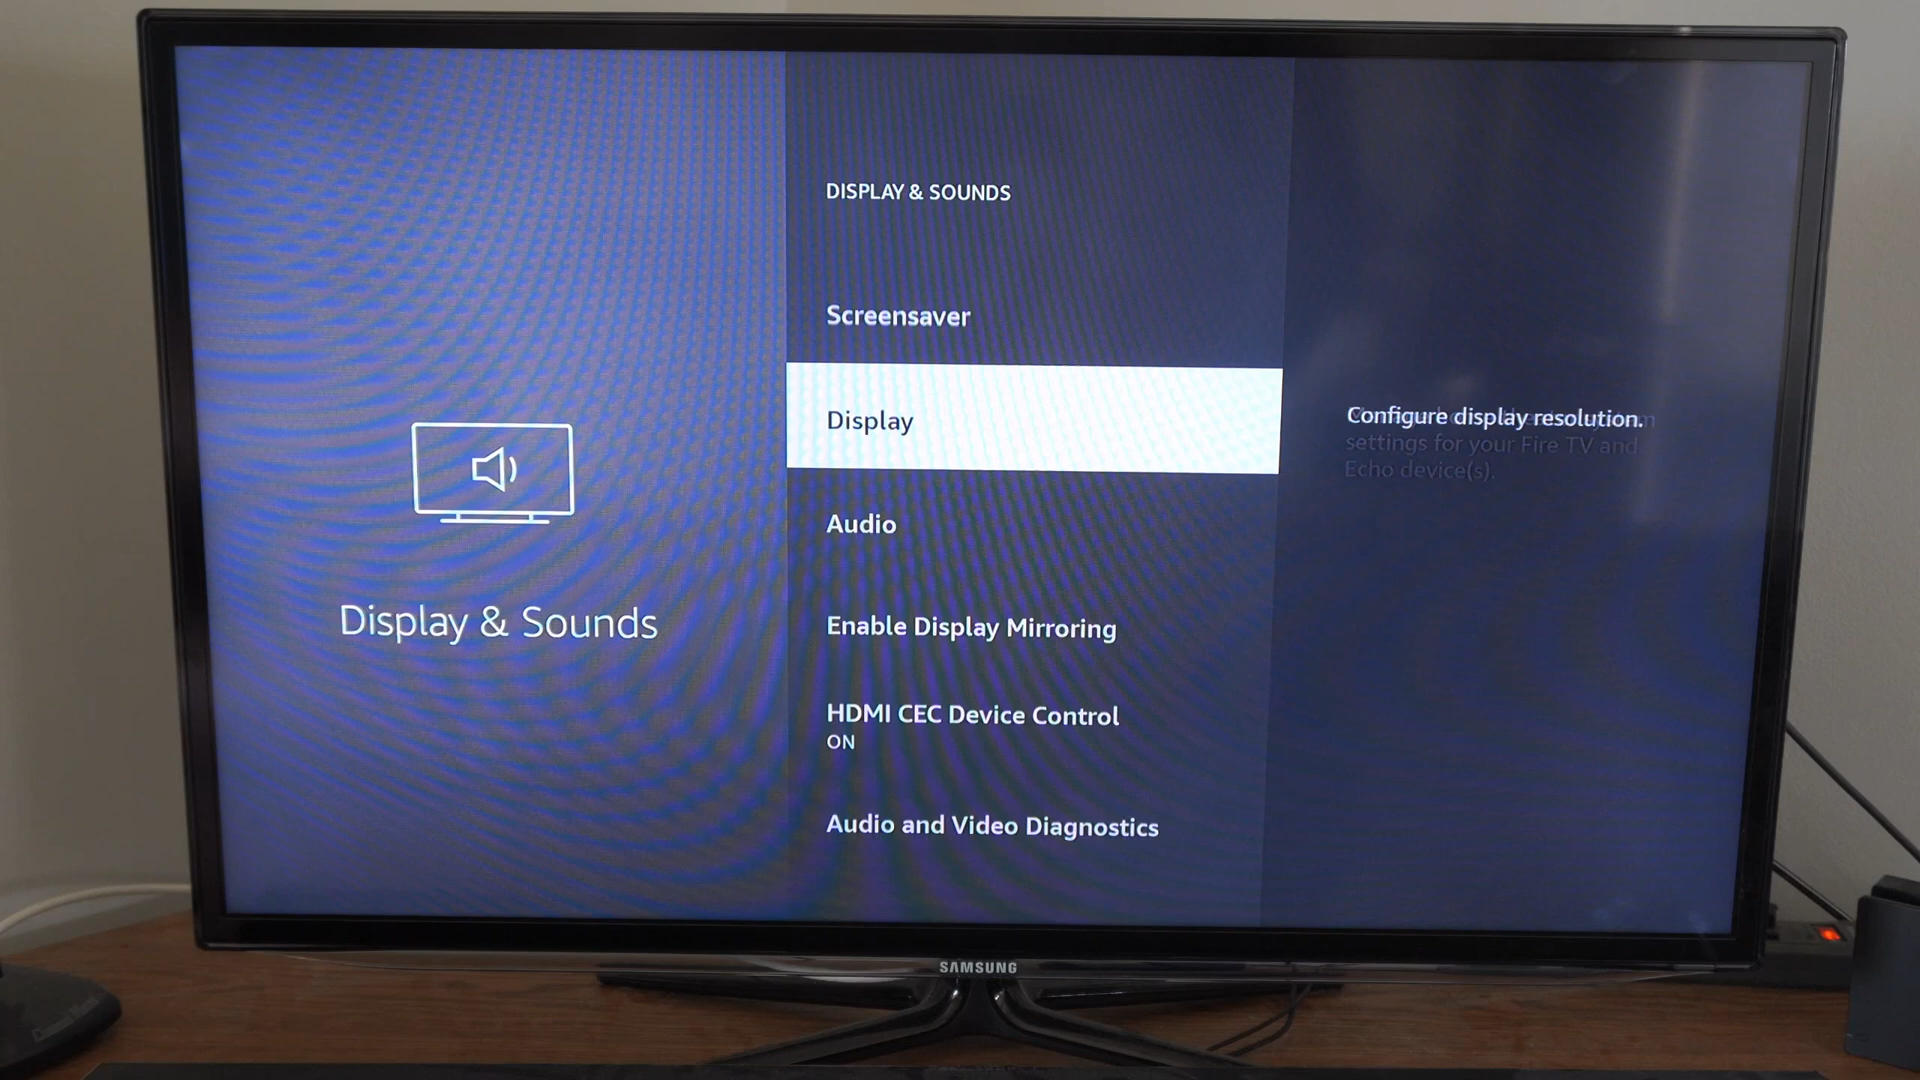 DISPLAY & SOUNDS
Screensaver
Display
Audio
Enable Display Mirroring
HDMI CEC Device Control
ON
Audio and Video Diagnostics
Display & Sounds
Configure display resolution.
settings for your Fire TV and
Echo device(s).
SAMSUNG